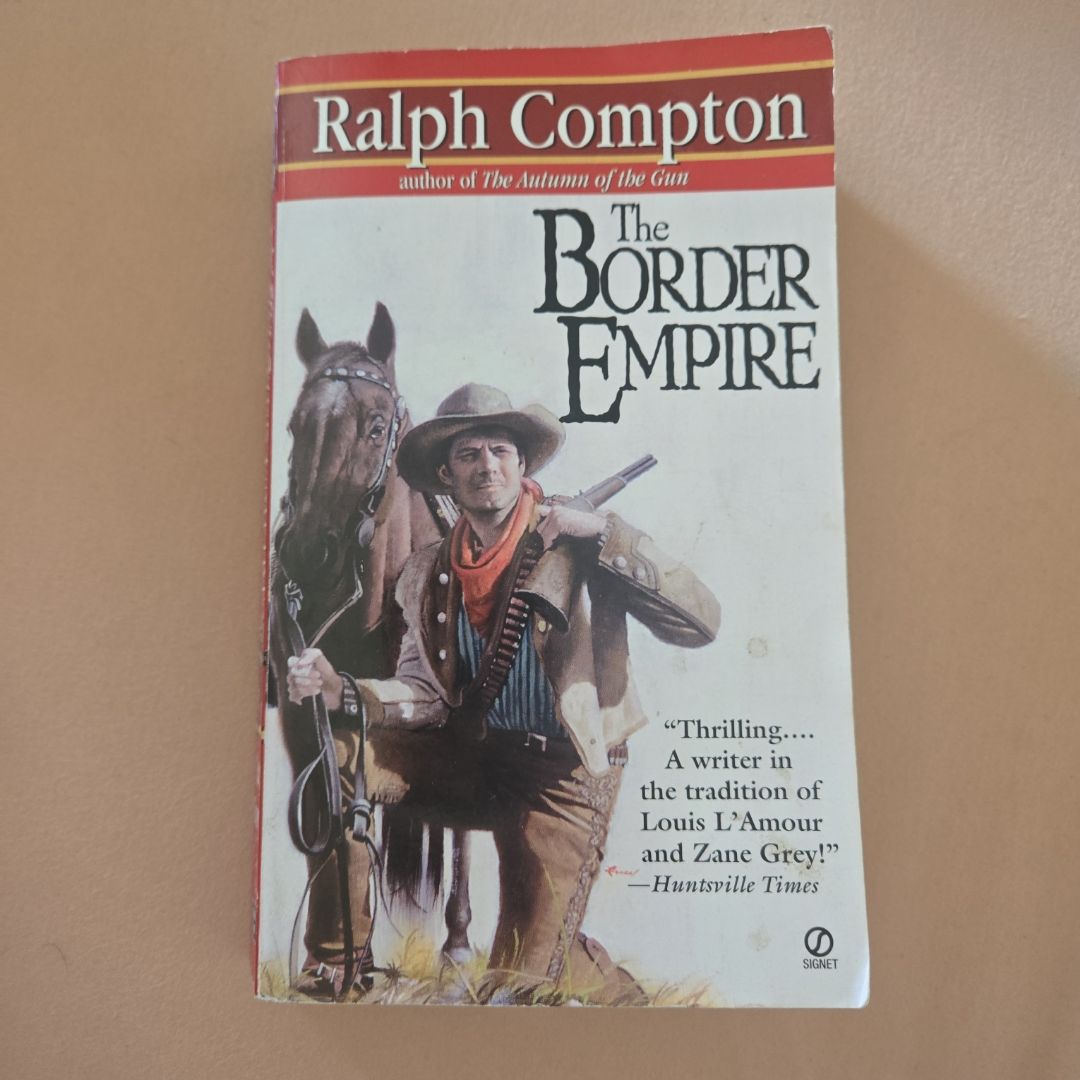 Ralph Compton
author of The Autumn of the Gun
The
BORDER
EMPIRE
“Thrilling....
A writer in
the tradition of
Louis L’Amour
and Zane Grey!”
—Huntsville Times
SIGNET